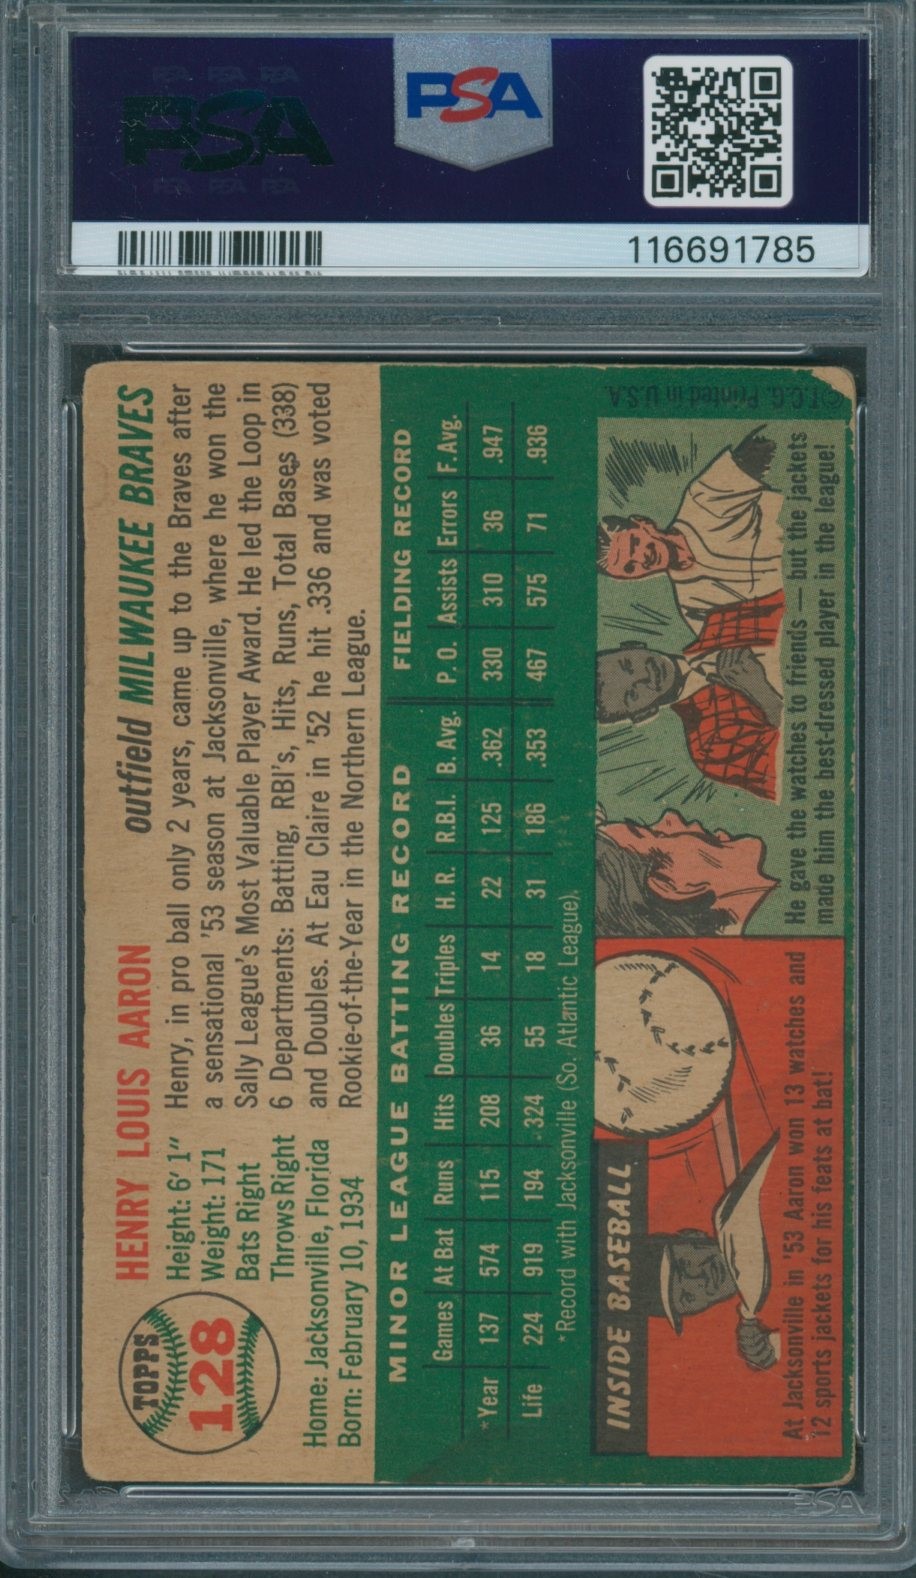 PSA PSA PSA
PSA
PSA PSA PSA
PSA
116691785
TOPPS
128
HENRY LOUIS AARON
outfield MILWAUKEE BRAVES
Height: 6' 1"
Weight: 171
Bats Right
Throws Right
Home: Jacksonville, Florida
Born: February 10, 1934
Henry, in pro ball only 2 years, came up to the Braves after
a sensational '53 season at Jacksonville, where he won the
Sally League's Most Valuable Player Award. He led the Loop in
6 Departments: Batting, RBI's, Hits, Runs, Total Bases (338)
and Doubles. At Eau Claire in '52 he hit .336 and was voted
Rookie-of-the-Year in the Northern League.
MINOR LEAGUE BATTING RECORD FIELDING RECORD
Games At Bat Runs Hits Doubles Triples H. R. R.B.I. B. Avg. P. O. Assists Errors F. Avg.
*Year 137 574 115 208 36 14 22 125 .362 330 310 36 .947
Life 224 919 194 324 55 18 31 186 .353 467 575 71 .936
*Record with Jacksonville (So. Atlantic League).
INSIDE BASEBALL
At Jacksonville in '53 Aaron won 13 watches and
12 sports jackets for his feats at bat!
He gave the watches to friends — but the jackets
made him the best-dressed player in the league!
©T.C.G. Printed in U.S.A.
PSA